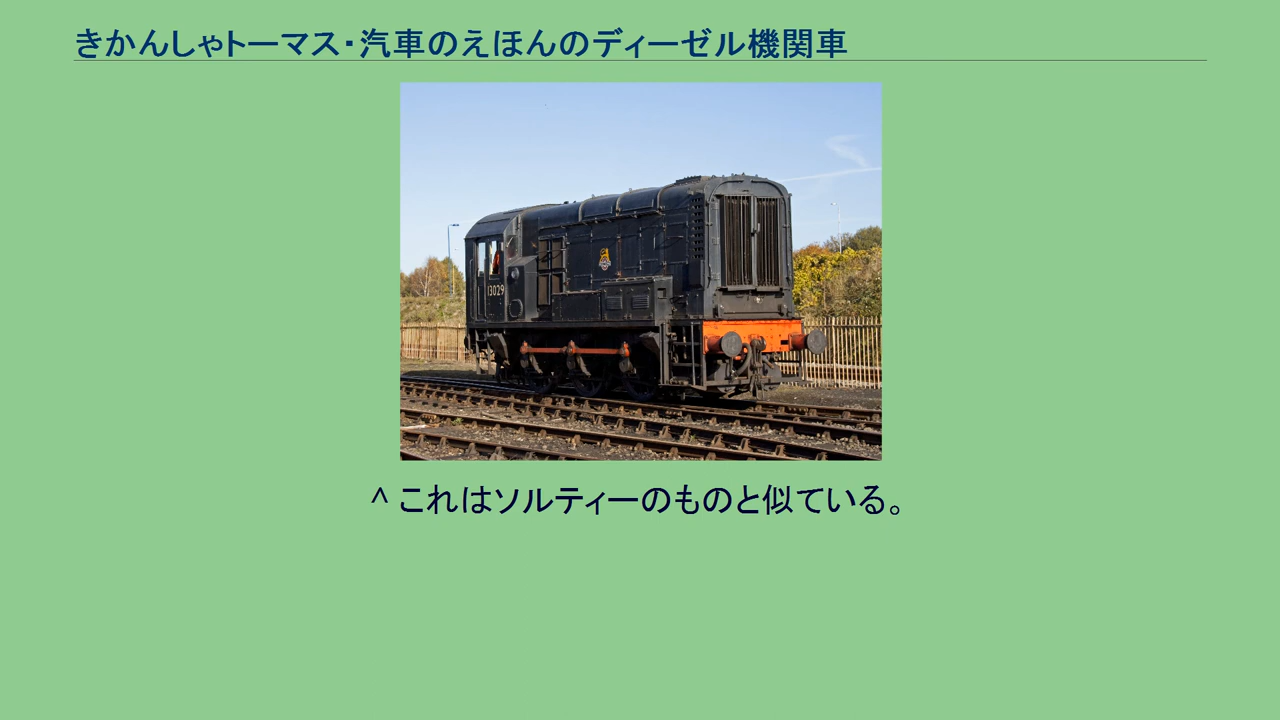 きかんしゃトーマス・汽車のえほんのディーゼル機関車
13029
^ これはソルティーのものと似ている。